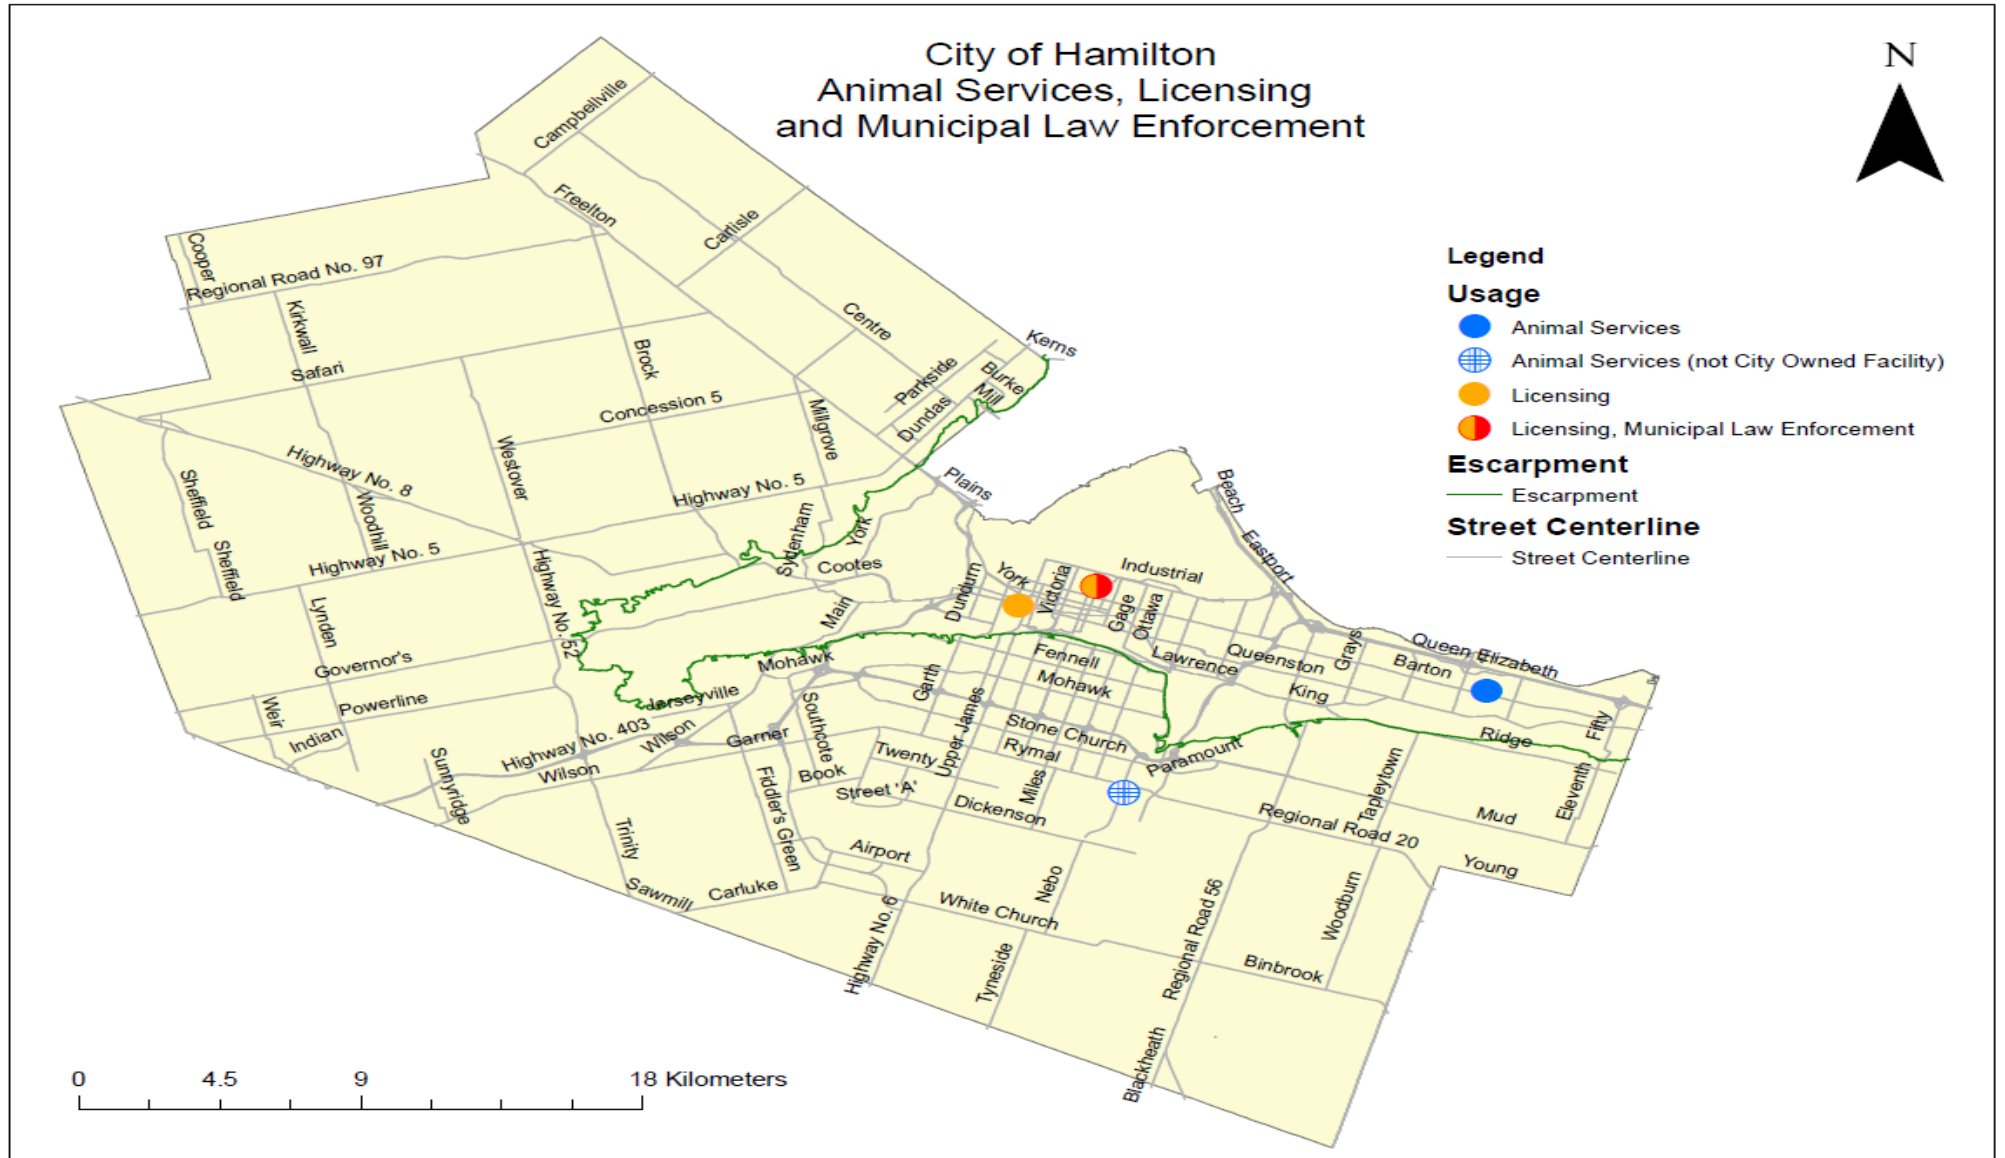 City of Hamilton
Animal Services, Licensing
and Municipal Law Enforcement
N
Legend
Usage
Animal Services
Animal Services (not City Owned Facility)
Licensing
Licensing, Municipal Law Enforcement
Escarpment
Escarpment
Street Centerline
Street Centerline
Campbellville
Freelton
Carlisle
Cooper
Regional Road No. 97
Kirkwall
Centre
Kerns
Brock
Safari
Parkside
Burke
Mill
Concession 5
Dundas
Millgrove
Westover
Highway No. 8
Sheffield
Woodhill
Highway No. 5
Plains
Beach
Sydenham
York
Eastport
Sheffield
Highway No. 5
Cootes
Highway No. 52
Dundurn
York
Victoria
Industrial
Gage
Ottawa
Lynden
Main
Grays
Queen Elizabeth
Governor's
Mohawk
Fennell
Lawrence
Queenston
Barton
King
Mohawk
Garth
Jerseyville
Weir
Powerline
Southcote
Upper James
Indian
Highway No. 403
Wilson
Garner
Stone Church
Fifty
Ridge
Sunnyridge
Wilson
Book
Twenty
Rymal
Paramount
Street 'A'
Miles
Tapleytown
Eleventh
Fiddler's Green
Dickenson
Regional Road 20
Mud
Trinity
Airport
Young
Sawmill
Carluke
Nebo
White Church
Highway No. 6
Regional Road 56
Woodburn
Tyneside
Binbrook
Blackheath
0 4.5 9 18 Kilometers